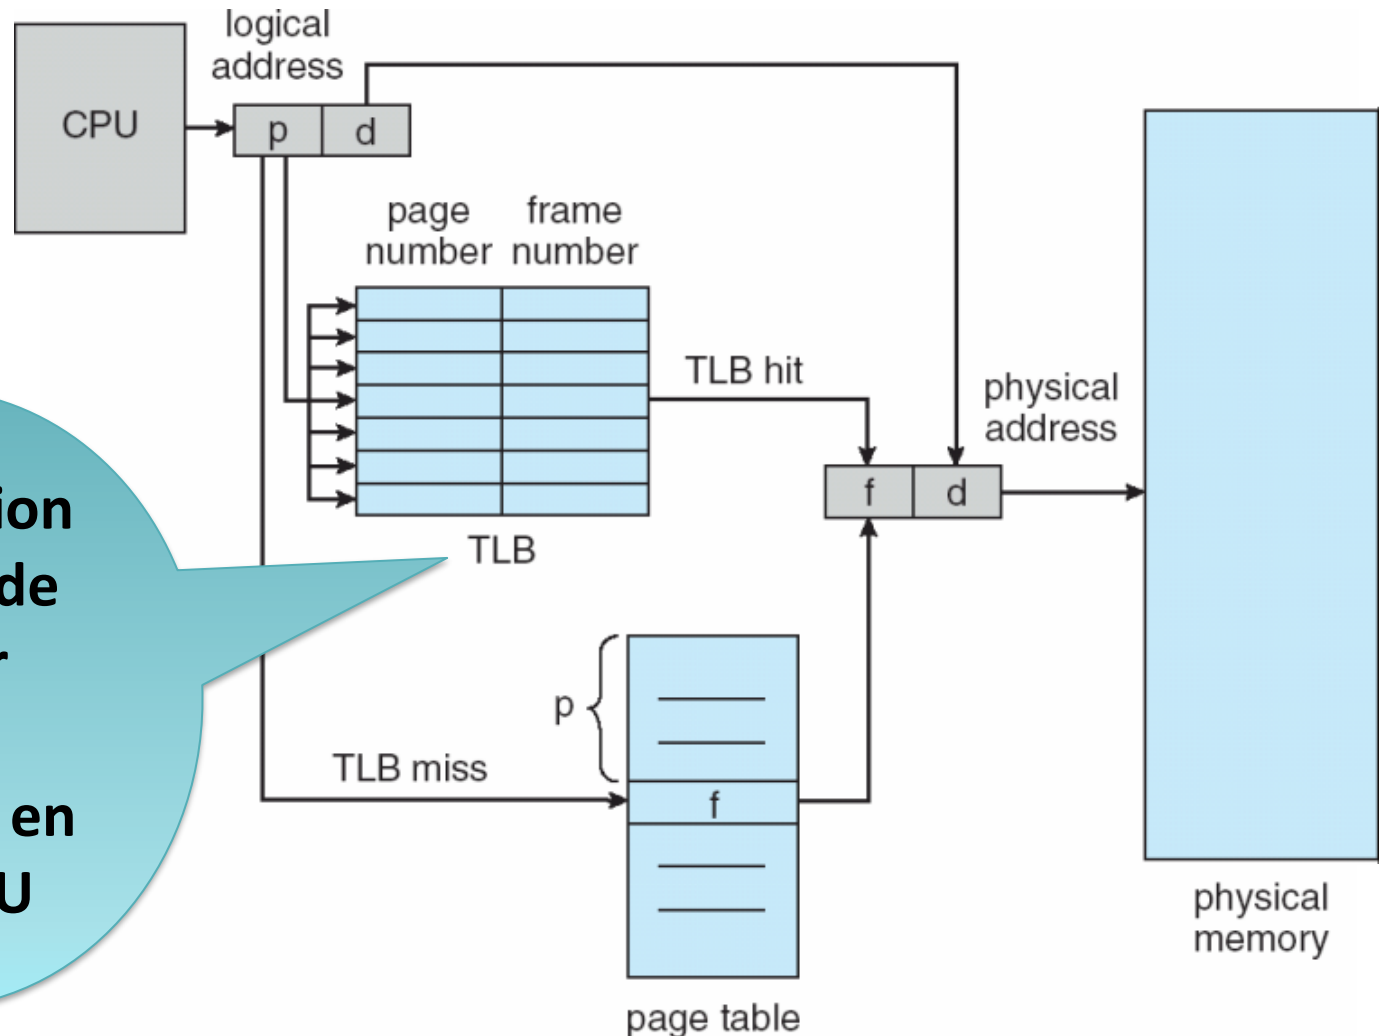 logical
address
CPU
p
d
page
number
frame
number
TLB hit
physical
address
f
d
TLB
p
TLB miss
f
page table
physical
memory
ion
de
en
U